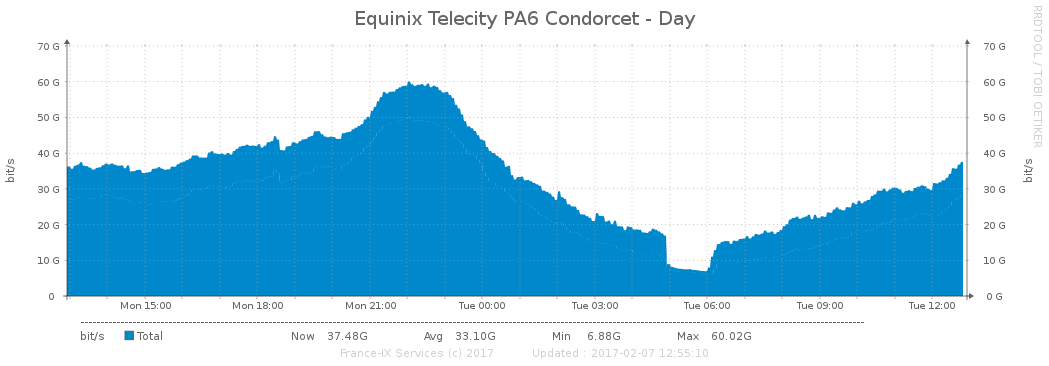 Equinix Telecity PA6 Condorcet - Day
RRDTOOL / TOBI OETIKER
70 G 70 G
60 G 60 G
50 G 50 G
40 G 40 G
30 G 30 G
20 G 20 G
10 G 10 G
0 0 G
bit/s
bit/s
Mon 15:00 Mon 18:00 Mon 21:00 Tue 00:00 Tue 03:00 Tue 06:00 Tue 09:00 Tue 12:00
bit/s Total Now 37.48G Avg 33.10G Min 6.88G Max 60.02G
France-IX Services (c) 2017 Updated : 2017-02-07 12:55:10